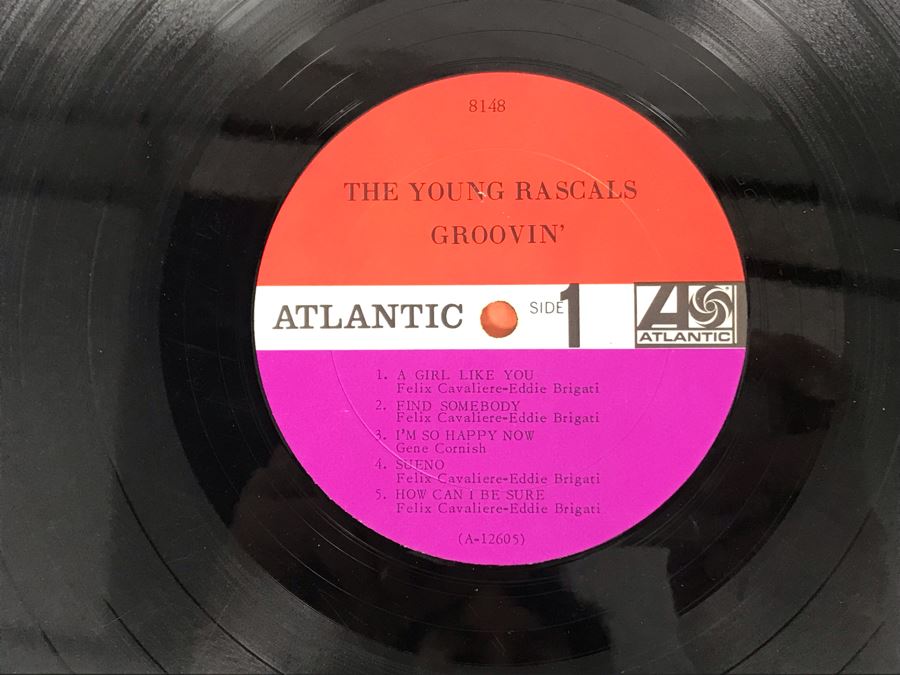 8148
THE YOUNG RASCALS
GROOVIN'
ATLANTIC SIDE 1 ATLANTIC
1. A GIRL LIKE YOU
Felix Cavaliere-Eddie Brigati
2. FIND SOMEBODY
Felix Cavaliere-Eddie Brigati
3. I'M SO HAPPY NOW
Gene Cornish
4. SUENO
Felix Cavaliere-Eddie Brigati
5. HOW CAN I BE SURE
Felix Cavaliere-Eddie Brigati
(A-12605)